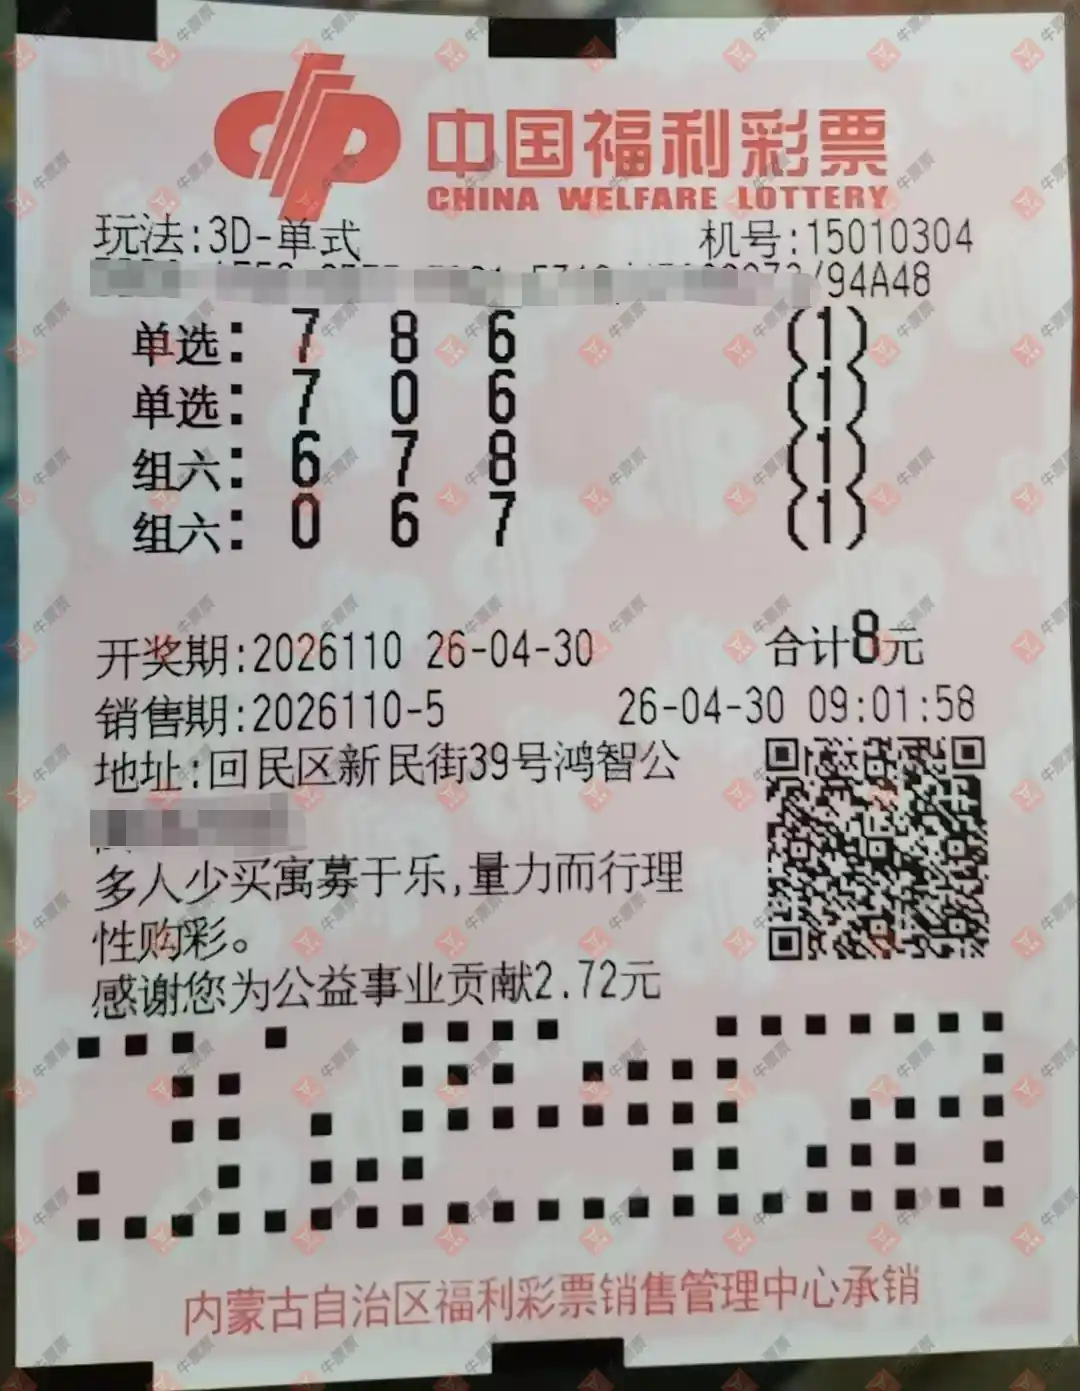 中国福利彩票
CHINA WELFARE LOTTERY
玩法:3D-单式 机号:15010304
/94A48
单选: 7 8 6 (1)
单选: 7 0 6 (1)
组六: 6 7 8 (1)
组六: 0 6 7 (1)
开奖期:2026110 26-04-30 合计8元
销售期:2026110-5 26-04-30 09:01:58
地址:回民区新民街39号鸿智公
多人少买寓募于乐,量力而行理
性购彩。
感谢您为公益事业贡献2.72元
内蒙古自治区福利彩票销售管理中心承销
牛票票